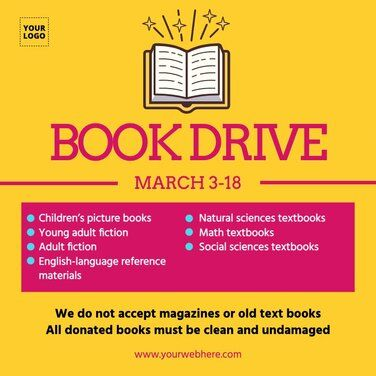 YOUR
LOGO
BOOK DRIVE
MARCH 3-18
Children's picture books
Young adult fiction
Adult fiction
English-language reference
materials
Natural sciences textbooks
Math textbooks
Social sciences textbooks
We do not accept magazines or old text books
All donated books must be clean and undamaged
www.yourwebhere.com